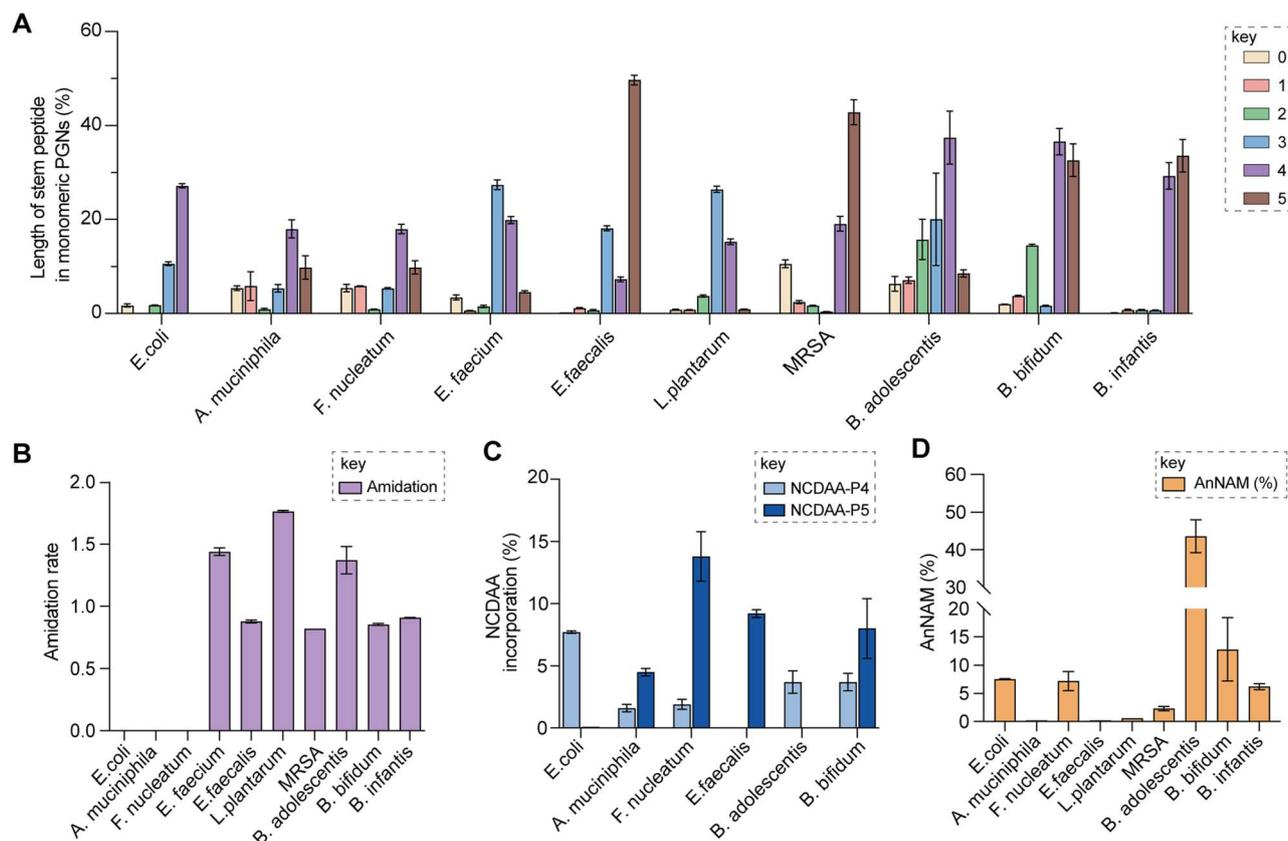 A
Length of stem peptide
in monomeric PGNs (%)
60
40
20
0
key
0
1
2
3
4
5
E.coli
A. muciniphila
F. nucleatum
E. faecium
E.faecalis
L.plantarum
MRSA
B. adolescentis
B. bifidum
B. infantis
B
key
Amidation
Amidation rate
2.0
1.5
1.0
0.5
0.0
E.coli
A. muciniphila
F. nucleatum
E. faecium
E.faecalis
L.plantarum
MRSA
B. adolescentis
B. bifidum
B. infantis
C
key
NCDAA-P4
NCDAA-P5
NCDAA
incorporation (%)
20
15
10
5
0
E.coli
A. muciniphila
F. nucleatum
E.faecalis
B. adolescentis
B. bifidum
D
key
AnNAM (%)
AnNAM (%)
60
50
40
30
20
15
10
5
0
E.coli
A. muciniphila
F. nucleatum
E.faecalis
L.plantarum
MRSA
B. adolescentis
B. bifidum
B. infantis